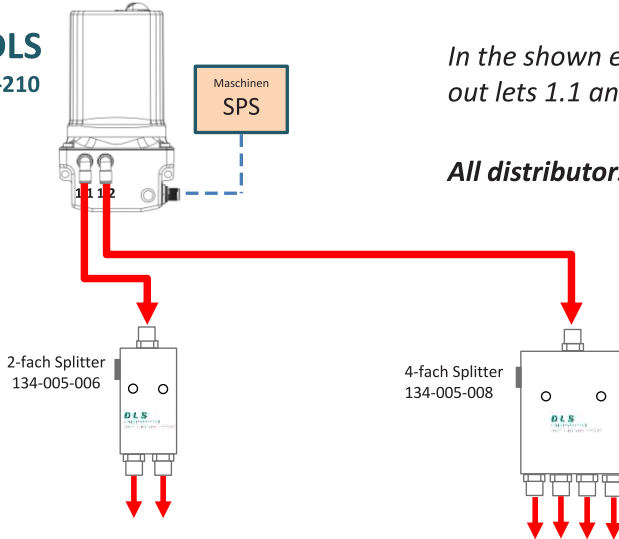 DLS
-210
Maschinen
SPS
In the shown e
out lets 1.1 an
All distributor
1.1 1.2
2-fach Splitter
134-005-006
4-fach Splitter
134-005-008
DLS
DLS